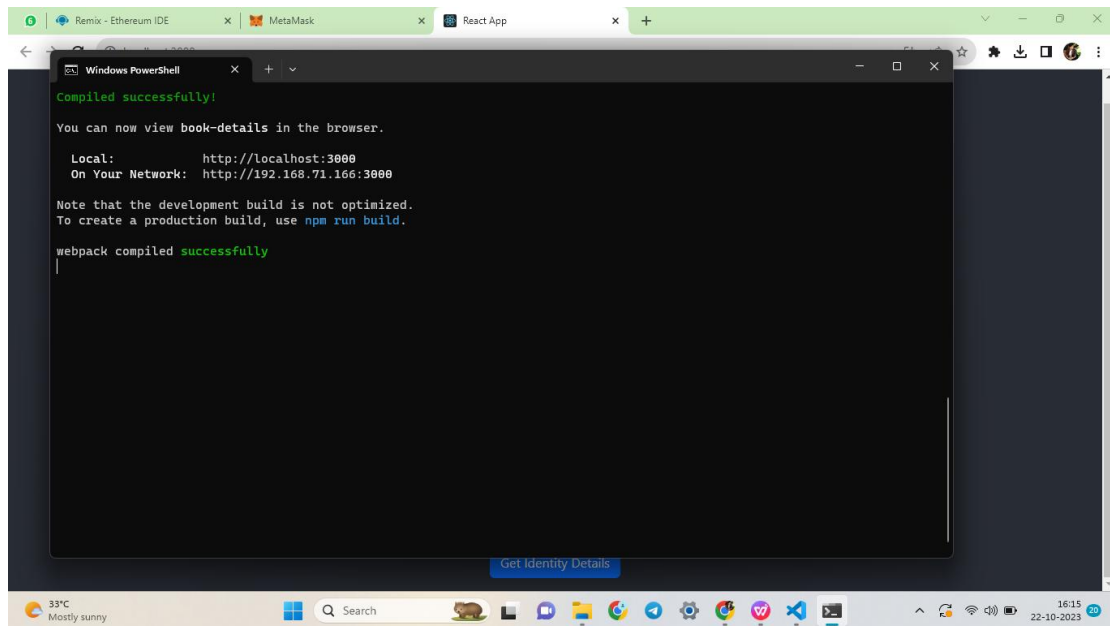 Remix - Ethereum IDE
MetaMask
React App
Windows PowerShell
Compiled successfully!
You can now view book-details in the browser.
Local: http://localhost:3000
On Your Network: http://192.168.71.166:3000
Note that the development build is not optimized.
To create a production build, use npm run build.
webpack compiled successfully
Get Identity Details
33°C
Mostly sunny
Search
16:15
22-10-2023
20